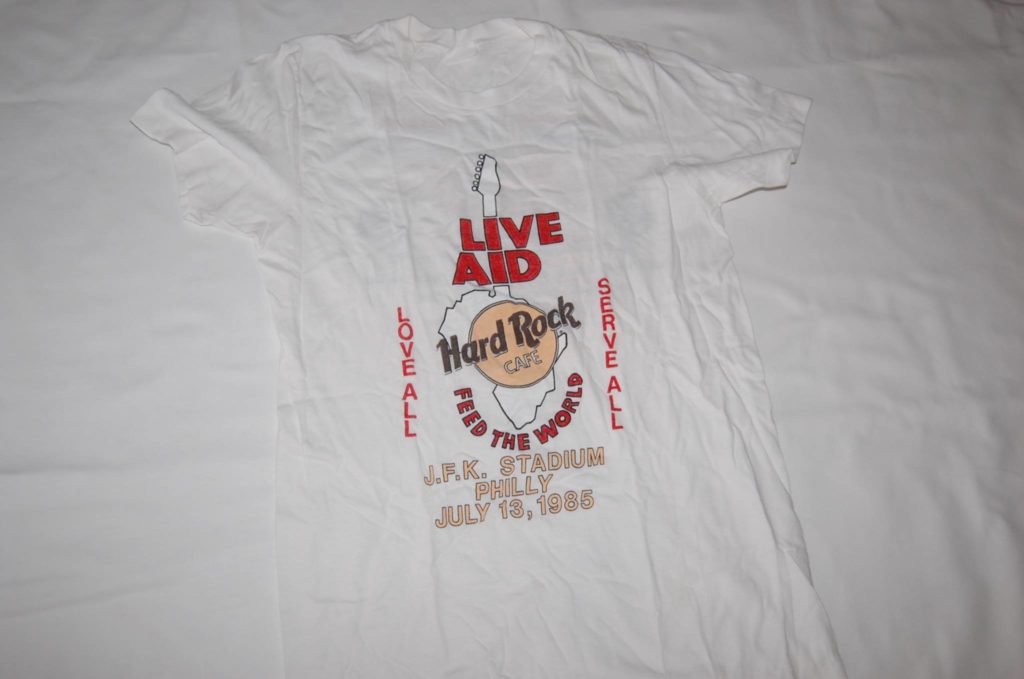 LIVE
AID
LOVE ALL
Hard Rock
CAFE
SERVE ALL
FEED THE WORLD
J.F.K. STADIUM
PHILLY
JULY 13, 1985